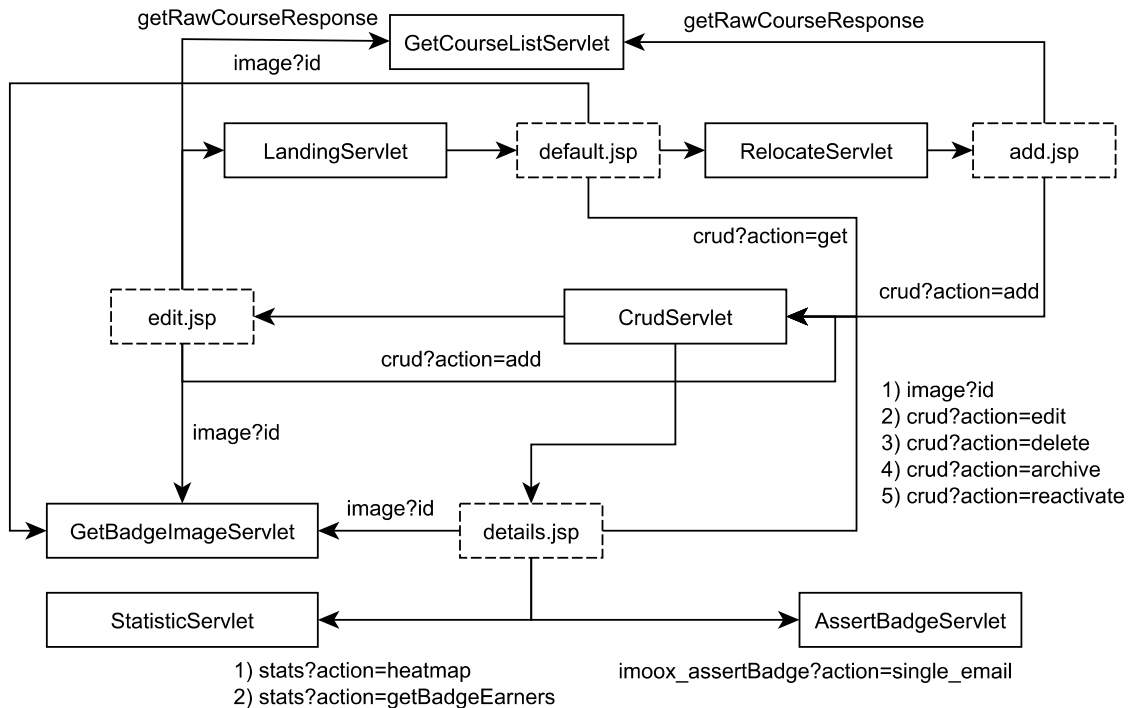 getRawCourseResponse
GetCourseListServlet
getRawCourseResponse
image?id
LandingServlet
default.jsp
RelocateServlet
add.jsp
crud?action=get
crud?action=add
edit.jsp
CrudServlet
crud?action=add
1) image?id
2) crud?action=edit
3) crud?action=delete
4) crud?action=archive
5) crud?action=reactivate
image?id
image?id
GetBadgeImageServlet
details.jsp
StatisticServlet
AssertBadgeServlet
1) stats?action=heatmap
2) stats?action=getBadgeEarners
imoox_assertBadge?action=single_email